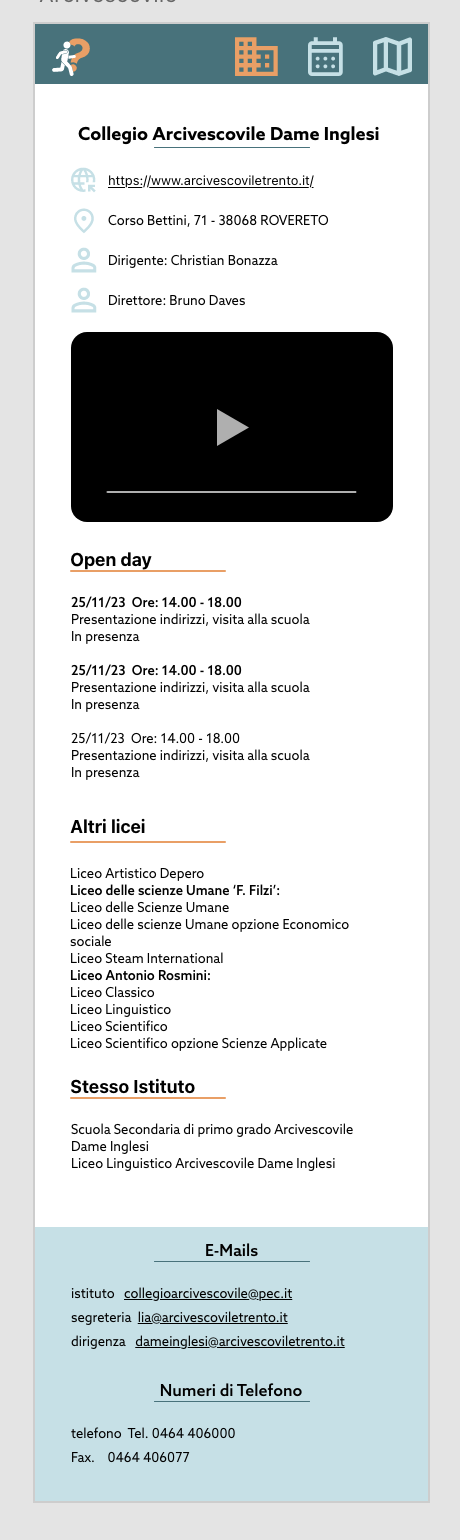 Arcivescovile
Collegio Arcivescovile Dame Inglesi
https://www.arcivescoviletrento.it/
Corso Bettini, 71 - 38068 ROVERETO
Dirigente: Christian Bonazza
Direttore: Bruno Daves
Open day
25/11/23 Ore: 14.00 - 18.00
Presentazione indirizzi, visita alla scuola
In presenza
25/11/23 Ore: 14.00 - 18.00
Presentazione indirizzi, visita alla scuola
In presenza
25/11/23 Ore: 14.00 - 18.00
Presentazione indirizzi, visita alla scuola
In presenza
Altri licei
Liceo Artistico Depero
Liceo delle scienze Umane ‘F. Filzi’:
Liceo delle Scienze Umane
Liceo delle scienze Umane opzione Economico
sociale
Liceo Steam International
Liceo Antonio Rosmini:
Liceo Classico
Liceo Linguistico
Liceo Scientifico
Liceo Scientifico opzione Scienze Applicate
Stesso Istituto
Scuola Secondaria di primo grado Arcivescovile
Dame Inglesi
Liceo Linguistico Arcivescovile Dame Inglesi
E-Mails
istituto collegioarcivescovile@pec.it
segreteria lia@arcivescoviletrento.it
dirigenza dameinglesi@arcivescoviletrento.it
Numeri di Telefono
telefono Tel. 0464 406000
Fax. 0464 406077